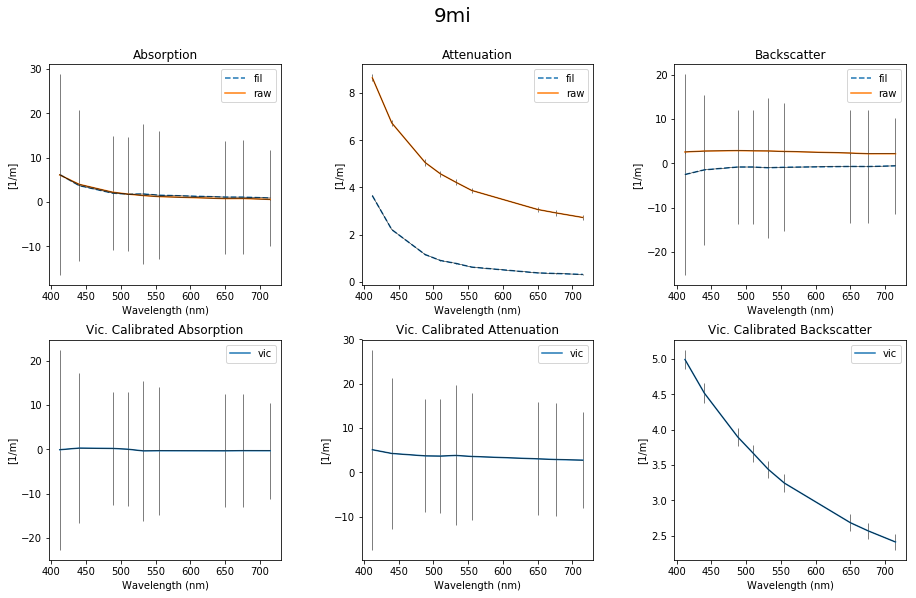 9mi
Absorption
[1/m]
30
20
10
0
−10
fil
raw
400 450 500 550 600 650 700
Wavelength (nm)
Attenuation
[1/m]
8
6
4
2
0
fil
raw
400 450 500 550 600 650 700
Wavelength (nm)
Backscatter
[1/m]
20
10
0
−10
−20
fil
raw
400 450 500 550 600 650 700
Wavelength (nm)
Vic. Calibrated Absorption
[1/m]
20
10
0
−10
−20
vic
400 450 500 550 600 650 700
Wavelength (nm)
Vic. Calibrated Attenuation
[1/m]
30
20
10
0
−10
vic
400 450 500 550 600 650 700
Wavelength (nm)
Vic. Calibrated Backscatter
[1/m]
5.0
4.5
4.0
3.5
3.0
2.5
vic
400 450 500 550 600 650 700
Wavelength (nm)